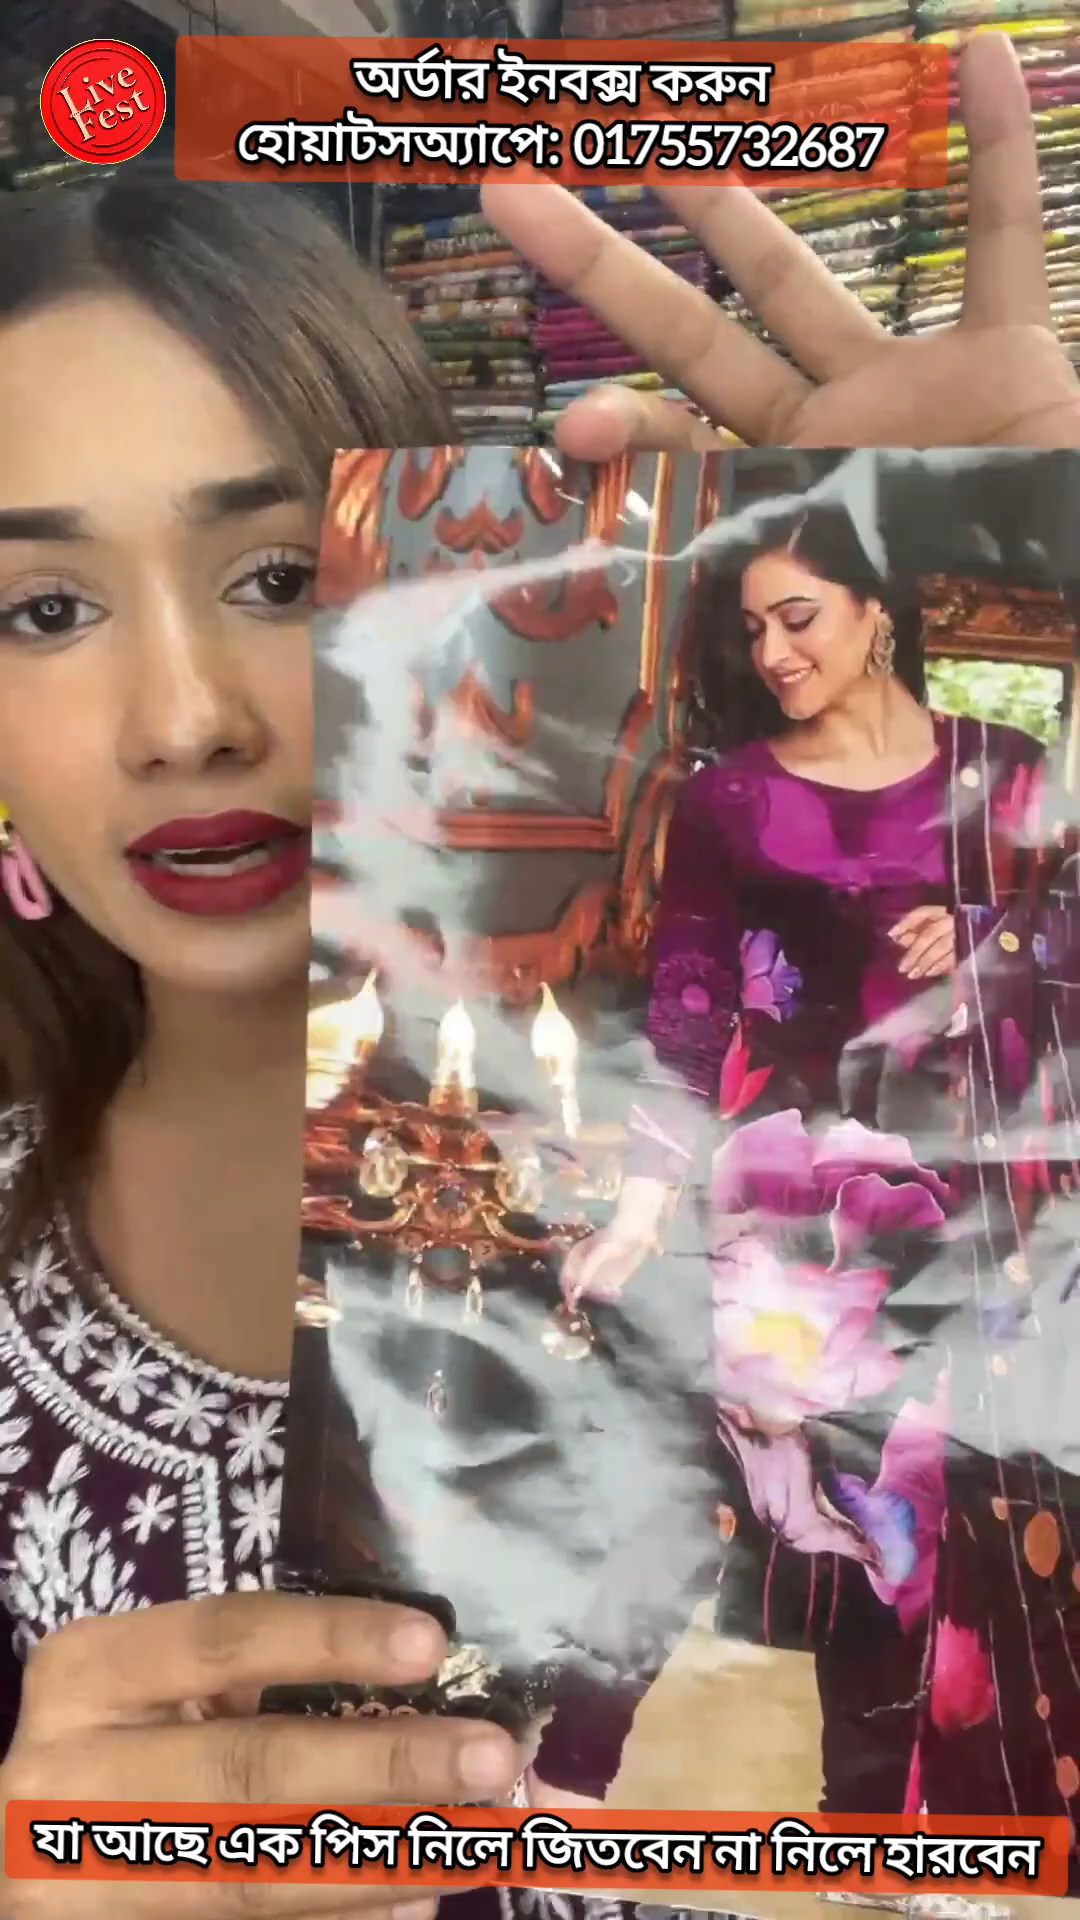 Live
Fest
অর্ডার ইনবক্স করুন
হোয়াটসঅ্যাপে: 01755732687
যা আছে এক পিস নিলে জিতবেন না নিলে হারবেন